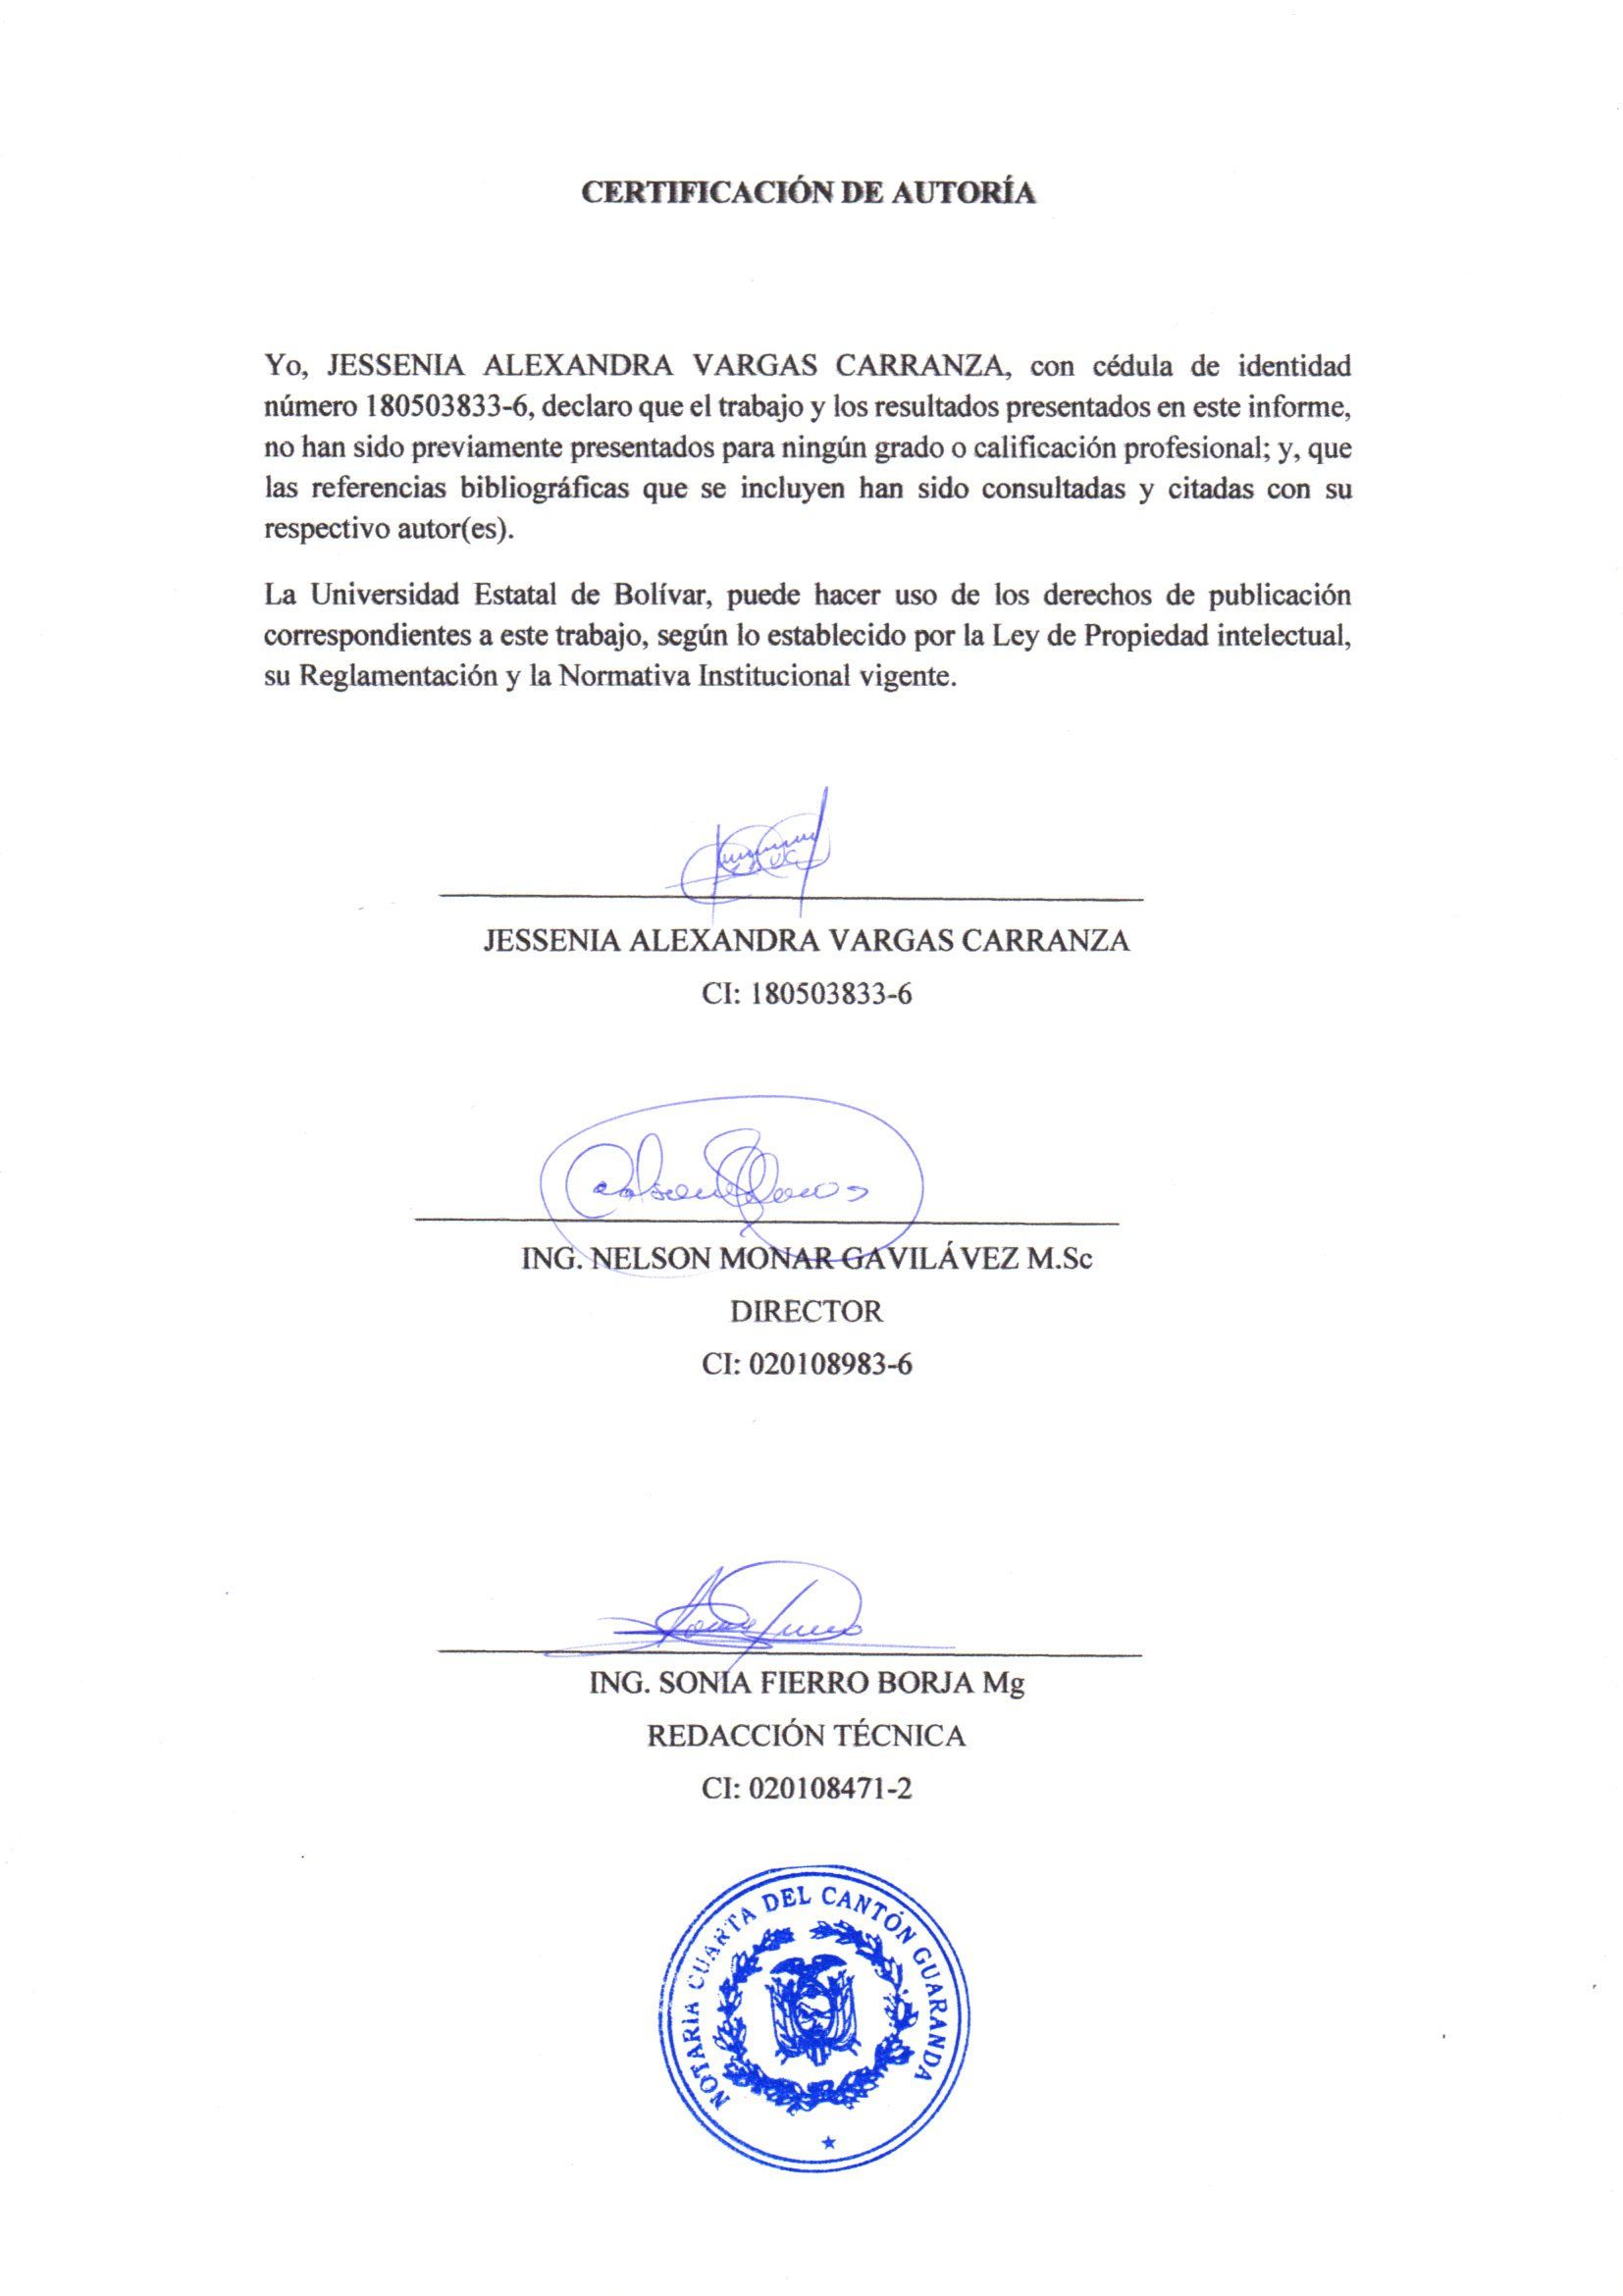 CERTIFICACIÓN DE AUTORÍA
Yo, JESSENIA ALEXANDRA VARGAS CARRANZA, con cédula de identidad
número 180503833-6, declaro que el trabajo y los resultados presentados en este informe,
no han sido previamente presentados para ningún grado o calificación profesional; y, que
las referencias bibliográficas que se incluyen han sido consultadas y citadas con su
respectivo autor(es).
La Universidad Estatal de Bolívar, puede hacer uso de los derechos de publicación
correspondientes a este trabajo, según lo establecido por la Ley de Propiedad intelectual,
su Reglamentación y la Normativa Institucional vigente.
JESSENIA ALEXANDRA VARGAS CARRANZA
CI: 180503833-6
ING. NELSON MONAR GAVILÁVEZ M.Sc
DIRECTOR
CI: 020108983-6
ING. SONIA FIERRO BORJA Mg
REDACCIÓN TÉCNICA
CI: 020108471-2
NOTARIA CUARTA DEL CANTÓN GUARANDA